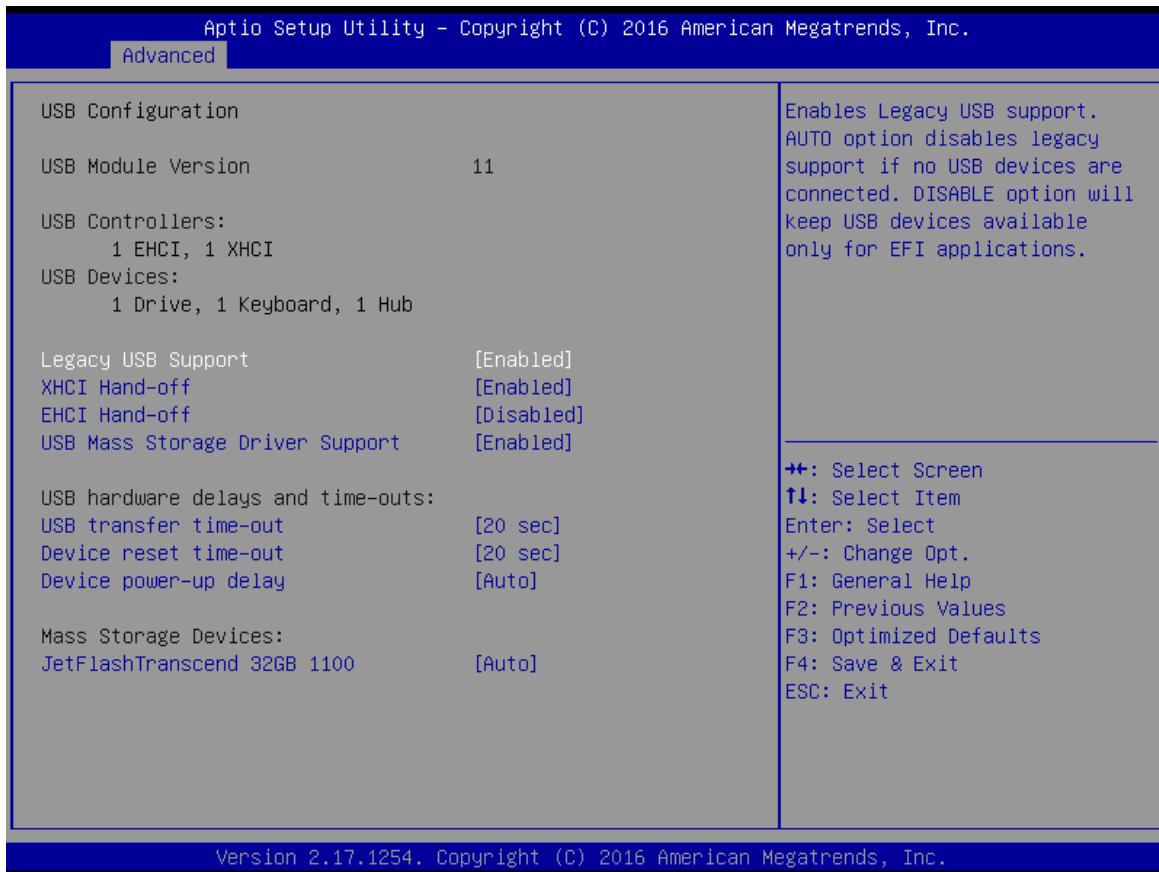 Aptio Setup Utility – Copyright (C) 2016 American Megatrends, Inc.
Advanced
USB Configuration
USB Module Version 11
USB Controllers:
1 EHCI, 1 XHCI
USB Devices:
1 Drive, 1 Keyboard, 1 Hub
Legacy USB Support [Enabled]
XHCI Hand-off [Enabled]
EHCI Hand-off [Disabled]
USB Mass Storage Driver Support [Enabled]
USB hardware delays and time-outs:
USB transfer time-out [20 sec]
Device reset time-out [20 sec]
Device power-up delay [Auto]
Mass Storage Devices:
JetFlashTranscend 32GB 1100 [Auto]
Enables Legacy USB support.
AUTO option disables legacy
support if no USB devices are
connected. DISABLE option will
keep USB devices available
only for EFI applications.
→←: Select Screen
↑↓: Select Item
Enter: Select
+/-: Change Opt.
F1: General Help
F2: Previous Values
F3: Optimized Defaults
F4: Save & Exit
ESC: Exit
Version 2.17.1254. Copyright (C) 2016 American Megatrends, Inc.